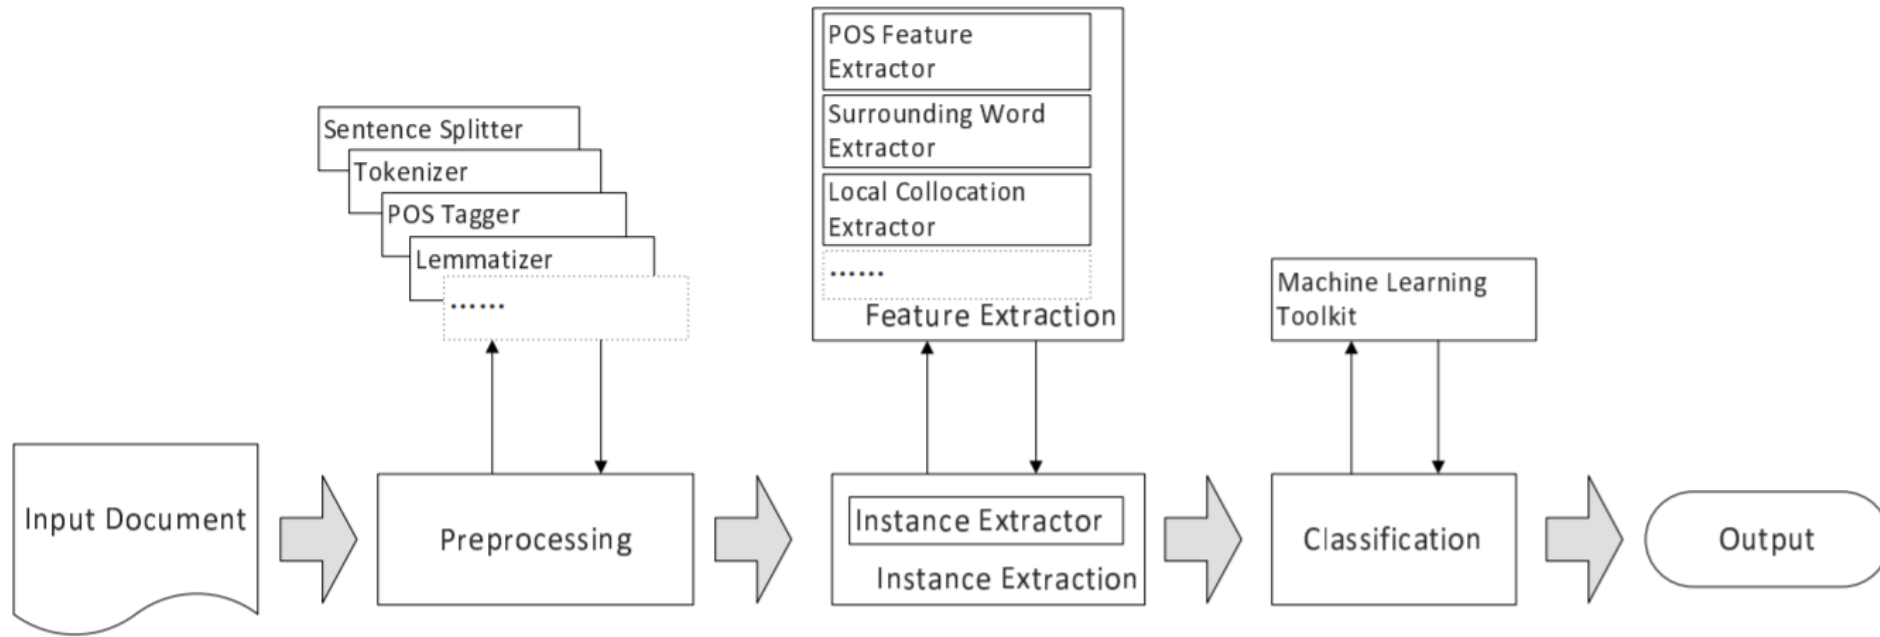 Sentence Splitter
Tokenizer
POS Tagger
Lemmatizer
......
POS Feature
Extractor
Surrounding Word
Extractor
Local Collocation
Extractor
......
Feature Extraction
Machine Learning
Toolkit
Input Document
Preprocessing
Instance Extractor
Instance Extraction
Classification
Output